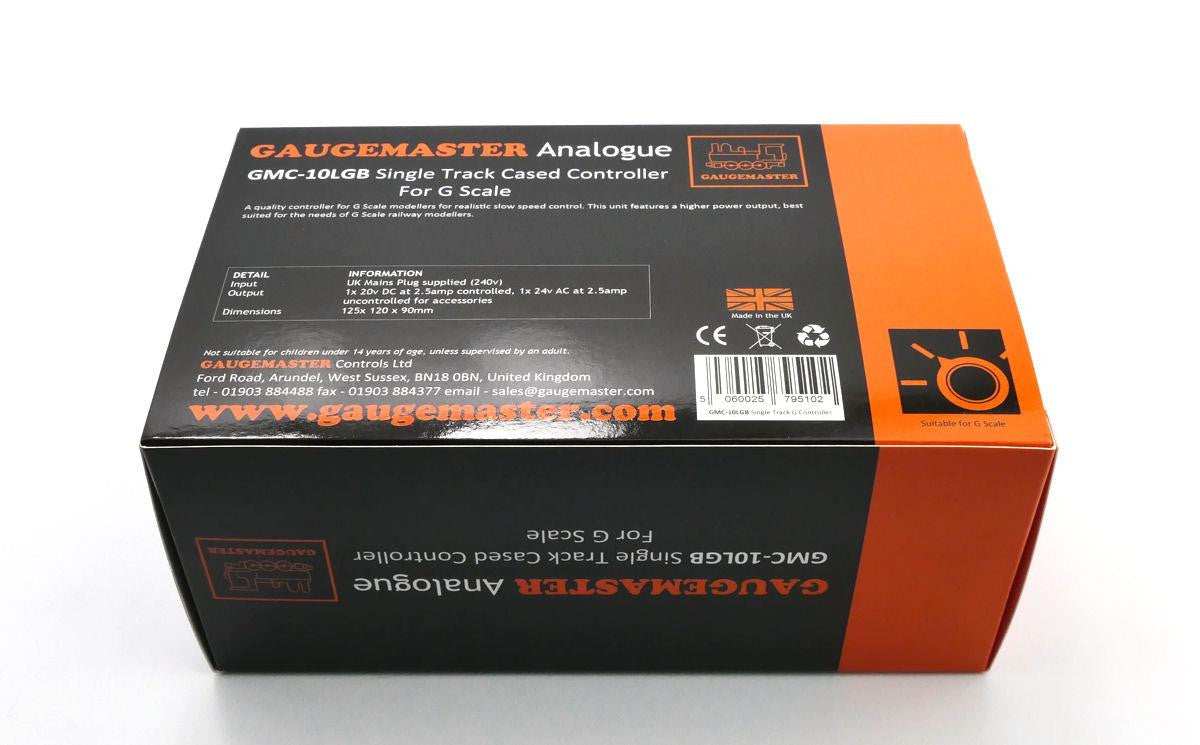 GAUGEMASTER Analogue
GMC-10LGB Single Track Cased Controller
For G Scale
GAUGEMASTER
A quality controller for G Scale modellers for realistic slow speed control. This unit features a higher power output, best
suited for the needs of G Scale railway modellers.
DETAIL INFORMATION
Input UK Mains Plug supplied (240v)
Output 1x 20v DC at 2.5amp controlled, 1x 24v AC at 2.5amp
uncontrolled for accessories
Dimensions 125x 120 x 90mm
Made in the UK
CE
Not suitable for children under 14 years of age, unless supervised by an adult.
GAUGEMASTER Controls Ltd
Ford Road, Arundel, West Sussex, BN18 0BN, United Kingdom
tel - 01903 884488 fax - 01903 884377 email - sales@gaugemaster.com
www.gaugemaster.com
5 060025 795102
GMC-10LGB Single Track G Controller
Suitable for G Scale
GAUGEMASTER Analogue
GMC-10LGB Single Track Cased Controller
For G Scale
GAUGEMASTER